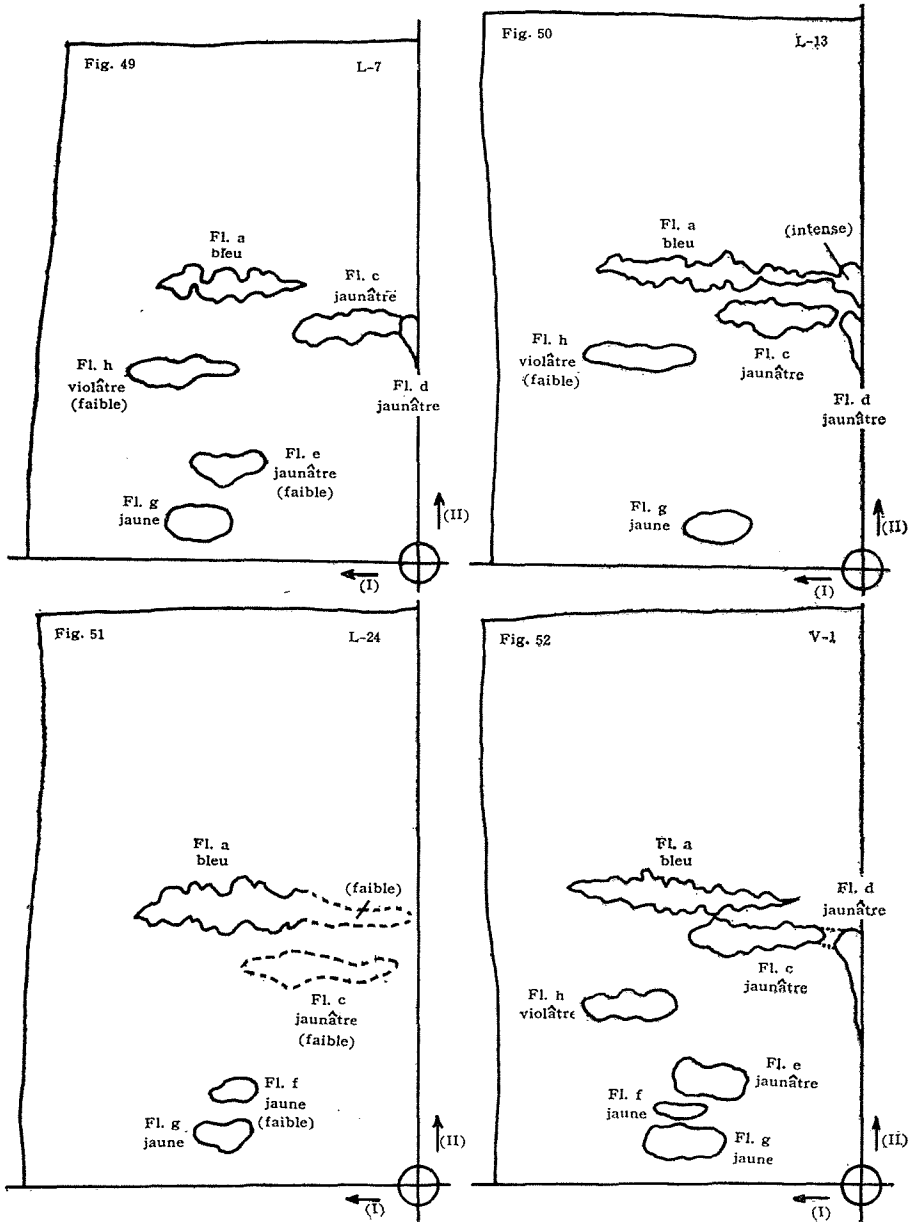 Fig. 49
L-7
Fl. a
bleu
Fl. c
jaunâtre
Fl. h
violâtre
(faible)
Fl. d
jaunâtre
Fl. e
jaunâtre
(faible)
Fl. g
jaune
(II)
(I)
Fig. 50
L-13
(intense)
Fl. a
bleu
Fl. h
violâtre
(faible)
Fl. c
jaunâtre
Fl. d
jaunâtre
Fl. g
jaune
(II)
(I)
Fig. 51
L-24
Fl. a
bleu
(faible)
Fl. c
jaunâtre
(faible)
Fl. f
jaune
(faible)
Fl. g
jaune
(II)
(I)
Fig. 52
V-1
Fl. a
bleu
Fl. d
jaunâtre
Fl. c
jaunâtre
Fl. h
violâtre
Fl. e
jaunâtre
Fl. f
jaune
Fl. g
jaune
(II)
(I)